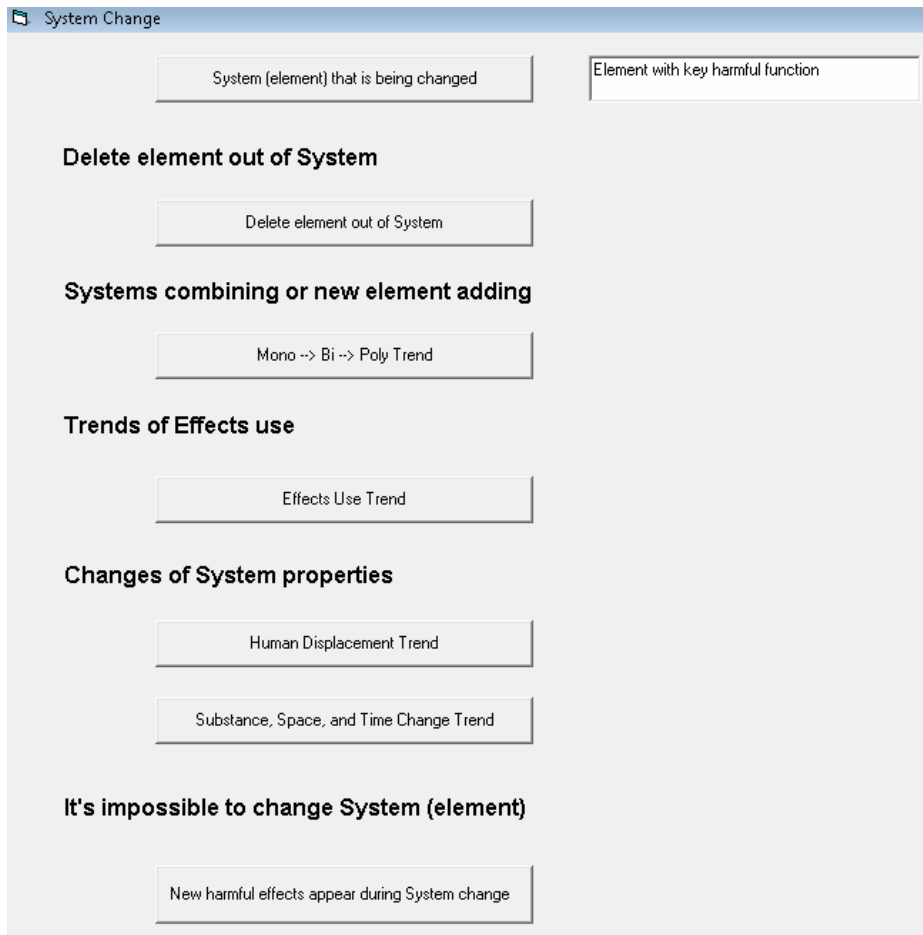 System Change
System (element) that is being changed
Element with key harmful function
Delete element out of System
Delete element out of System
Systems combining or new element adding
Mono --> Bi --> Poly Trend
Trends of Effects use
Effects Use Trend
Changes of System properties
Human Displacement Trend
Substance, Space, and Time Change Trend
It's impossible to change System (element)
New harmful effects appear during System change